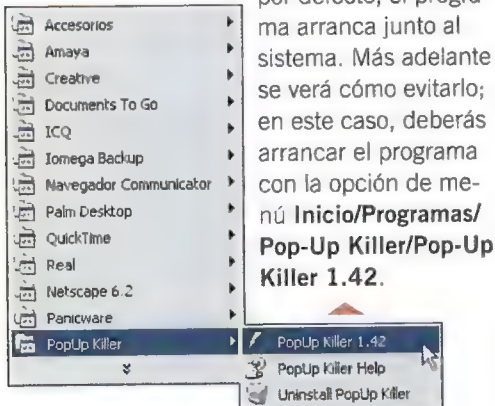 Accesorios
Amaya
Creative
Documents To Go
ICQ
Iomega Backup
Navegador Communicator
Palm Desktop
QuickTime
Real
Netscape 6.2
Panicware
PopUp Killer
PopUp Killer 1.42
PopUp Killer Help
Uninstall PopUp Killer
ma arranca junto al
sistema. Más adelante
se verá cómo evitarlo;
en este caso, deberás
arrancar el programa
con la opción de me-
nú Inicio/Programas/
Pop-Up Killer/Pop-Up
Killer 1.42.